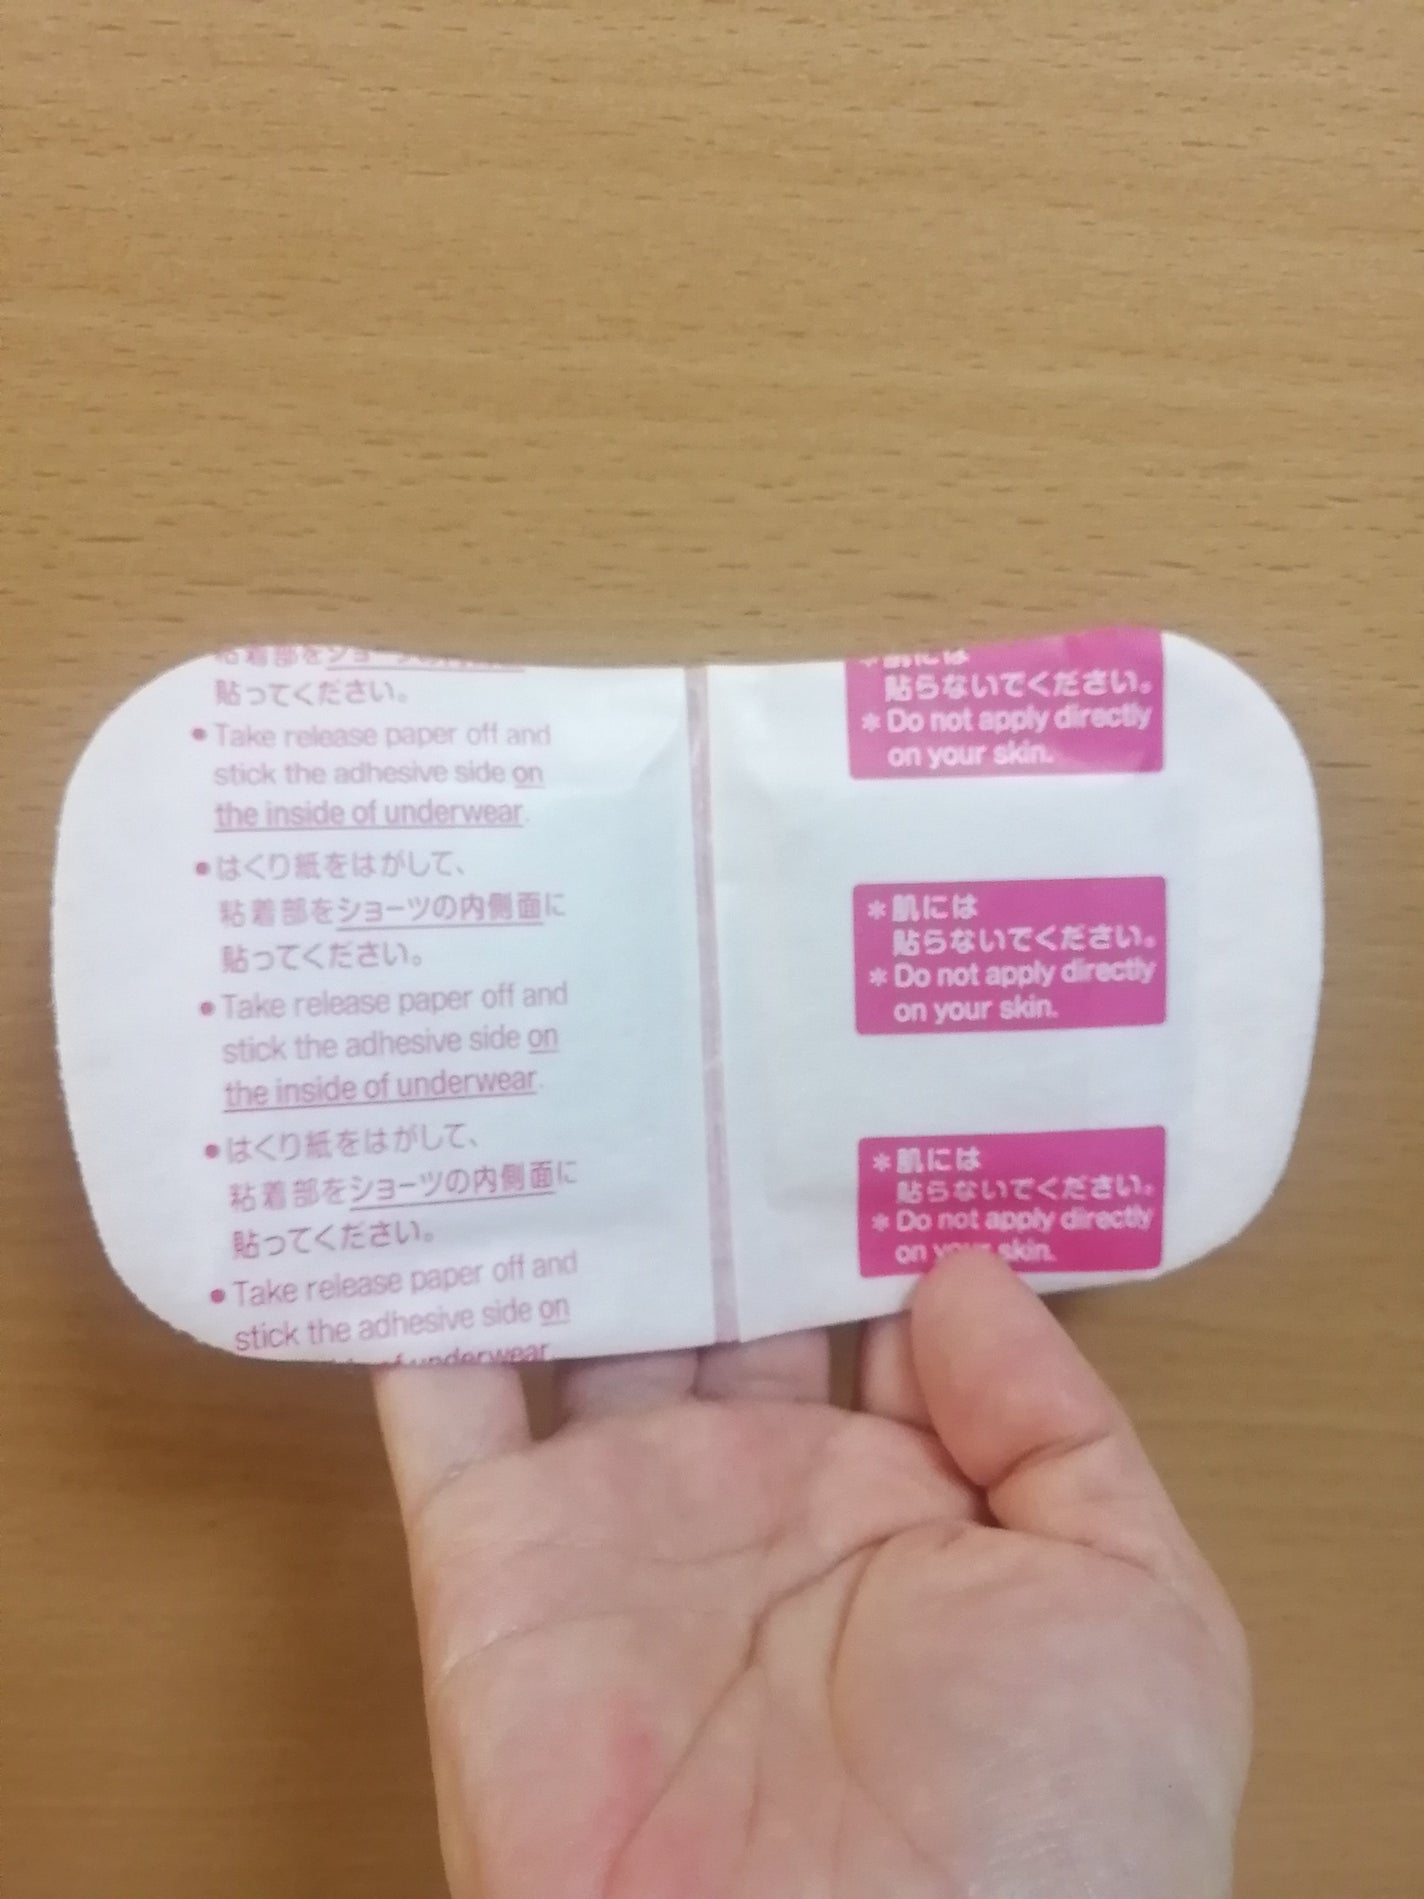 粘着部をショーツの内側面に
貼ってください。
● Take release paper off and
stick the adhesive side on
the inside of underwear.
● はくり紙をはがして、
粘着部をショーツの内側面に
貼ってください。
● Take release paper off and
stick the adhesive side on
the inside of underwear.
● はくり紙をはがして、
粘着部をショーツの内側面に
貼ってください。
● Take release paper off and
stick the adhesive side on
of underwear.
*肌には
貼らないでください。
* Do not apply directly
on your skin.
*肌には
貼らないでください。
* Do not apply directly
on your skin.
*肌には
貼らないでください。
* Do not apply directly
on your skin.